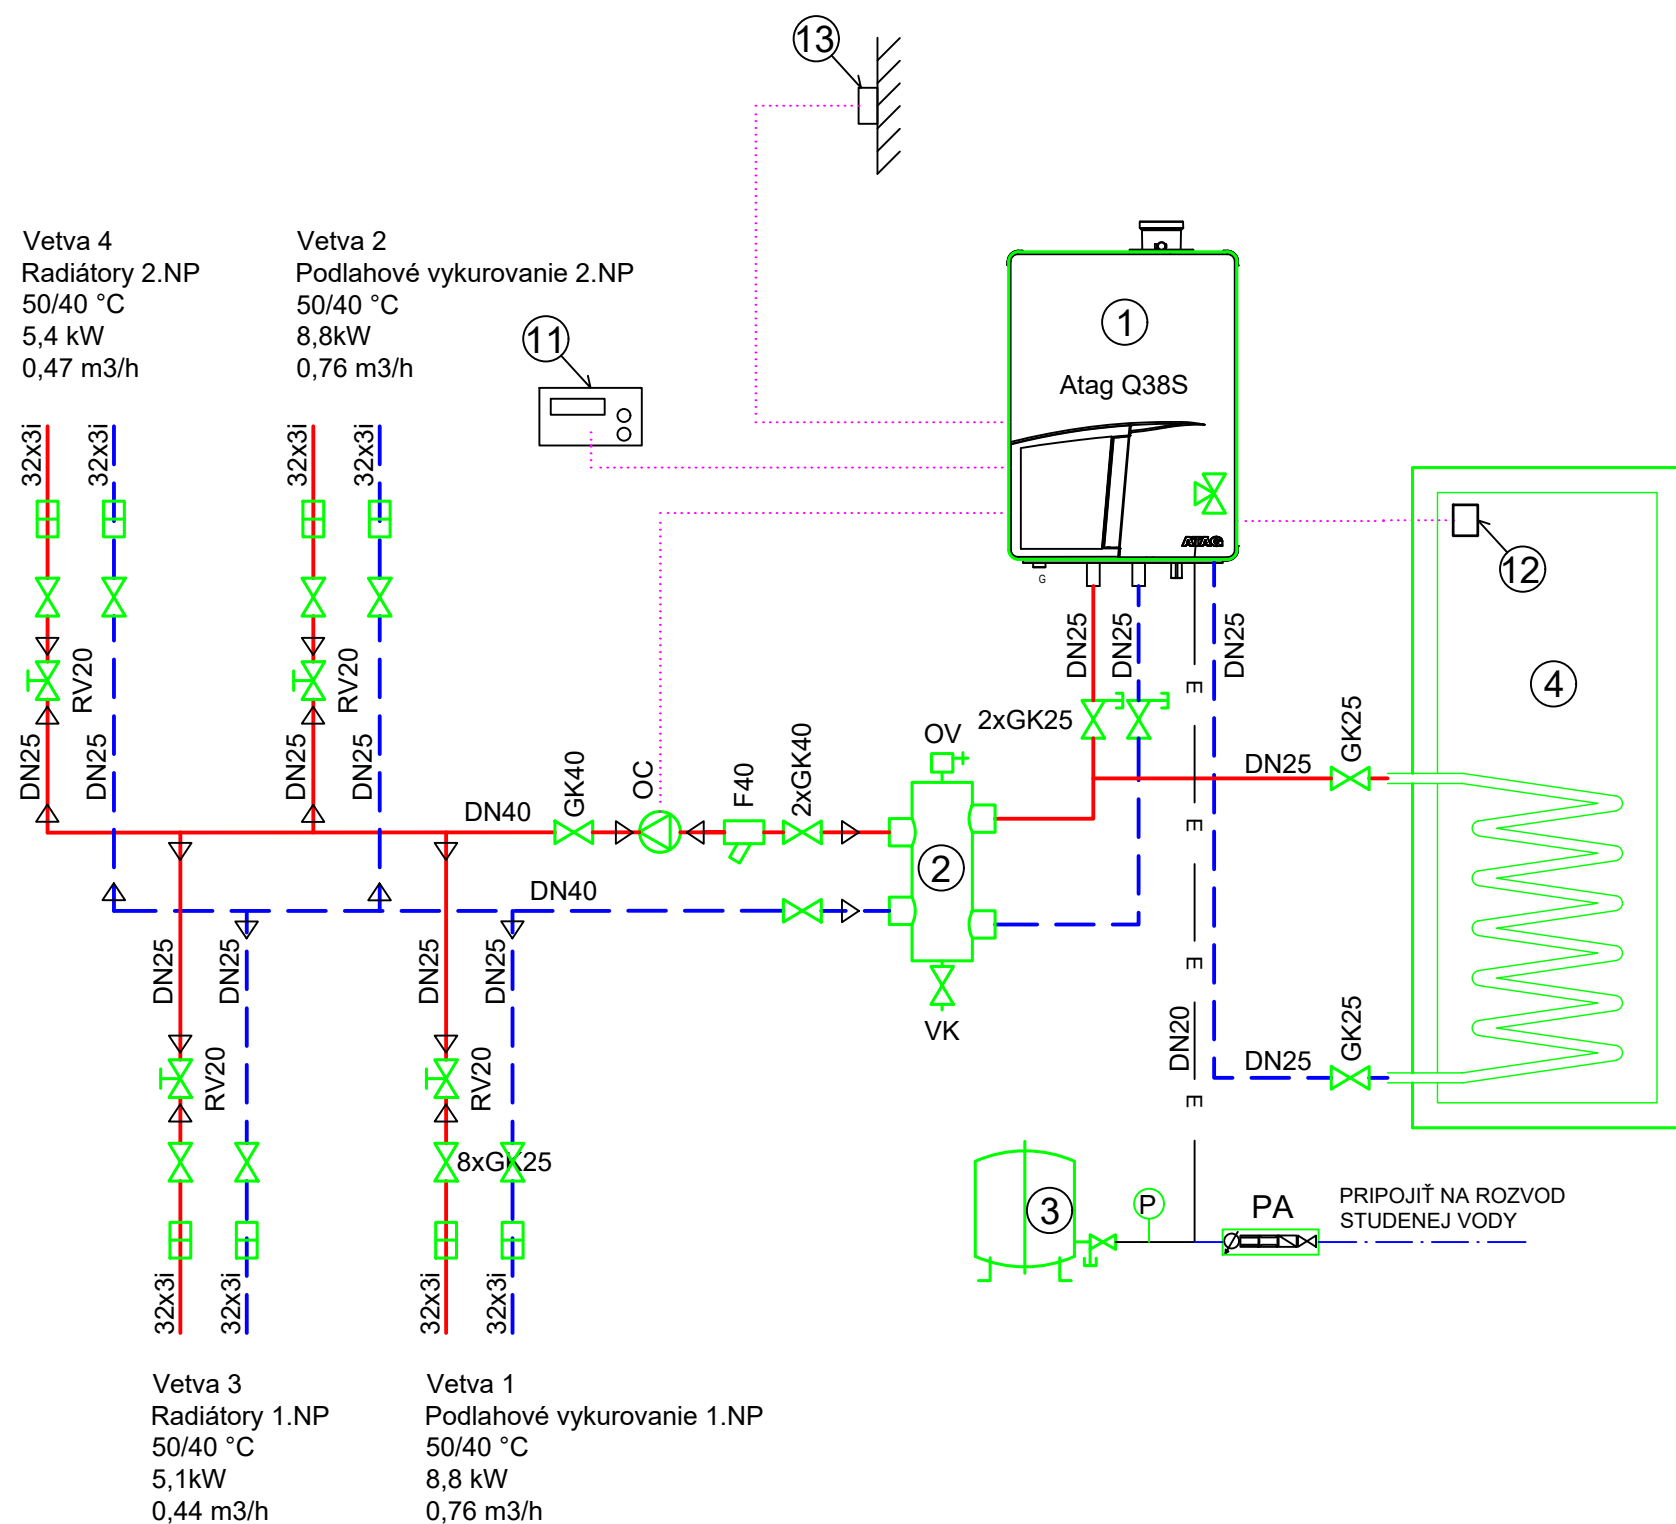 13
Vetva 4
Radiátory 2.NP
50/40 °C
5,4 kW
0,47 m3/h
Vetva 2
Podlahové vykurovanie 2.NP
50/40 °C
8,8kW
0,76 m3/h
11
1
Atag Q38S
ATAG
G
12
32x3i
32x3i
32x3i
32x3i
RV20
RV20
DN25
DN25
DN25
DN25
DN25
DN25
DN25
E
4
2xGK25
GK25
OV
DN25
DN40
GK40
OC
F40
2xGK40
E
2
DN40
DN25
DN25
DN25
DN25
E
VK
DN20
DN25
GK25
RV20
RV20
E
8xGK25
3
P
PA
PRIPOJIŤ NA ROZVOD
STUDENEJ VODY
32x3i
32x3i
32x3i
32x3i
Vetva 3
Radiátory 1.NP
50/40 °C
5,1kW
0,44 m3/h
Vetva 1
Podlahové vykurovanie 1.NP
50/40 °C
8,8 kW
0,76 m3/h